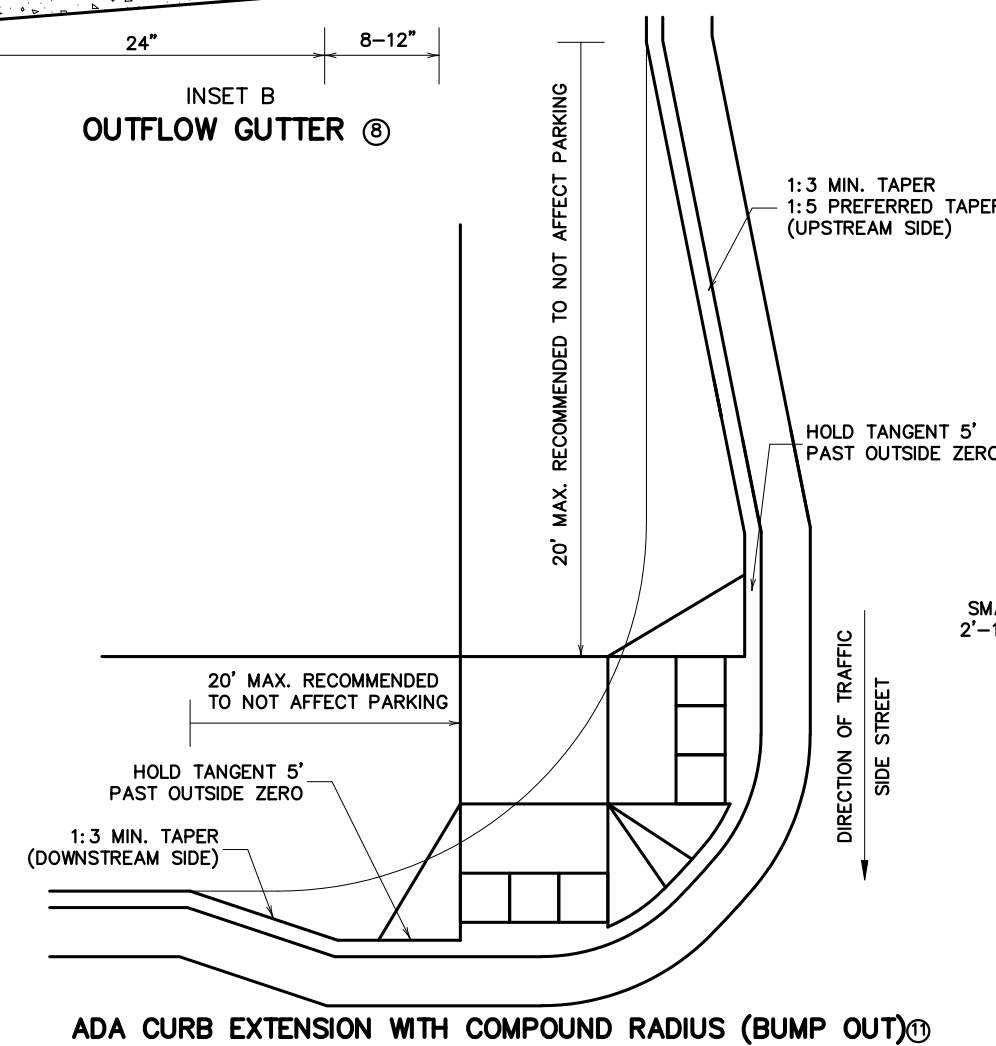 24"
8-12"
INSET B
OUTFLOW GUTTER ⑧
20' MAX. RECOMMENDED TO NOT AFFECT PARKING
1:3 MIN. TAPER
1:5 PREFERRED TAPER
(UPSTREAM SIDE)
HOLD TANGENT 5'
PAST OUTSIDE ZERO
2'-1
20' MAX. RECOMMENDED
TO NOT AFFECT PARKING
DIRECTION OF TRAFFIC
SIDE STREET
HOLD TANGENT 5'
PAST OUTSIDE ZERO
1:3 MIN. TAPER
(DOWNSTREAM SIDE)
ADA CURB EXTENSION WITH COMPOUND RADIUS (BUMP OUT)⑪